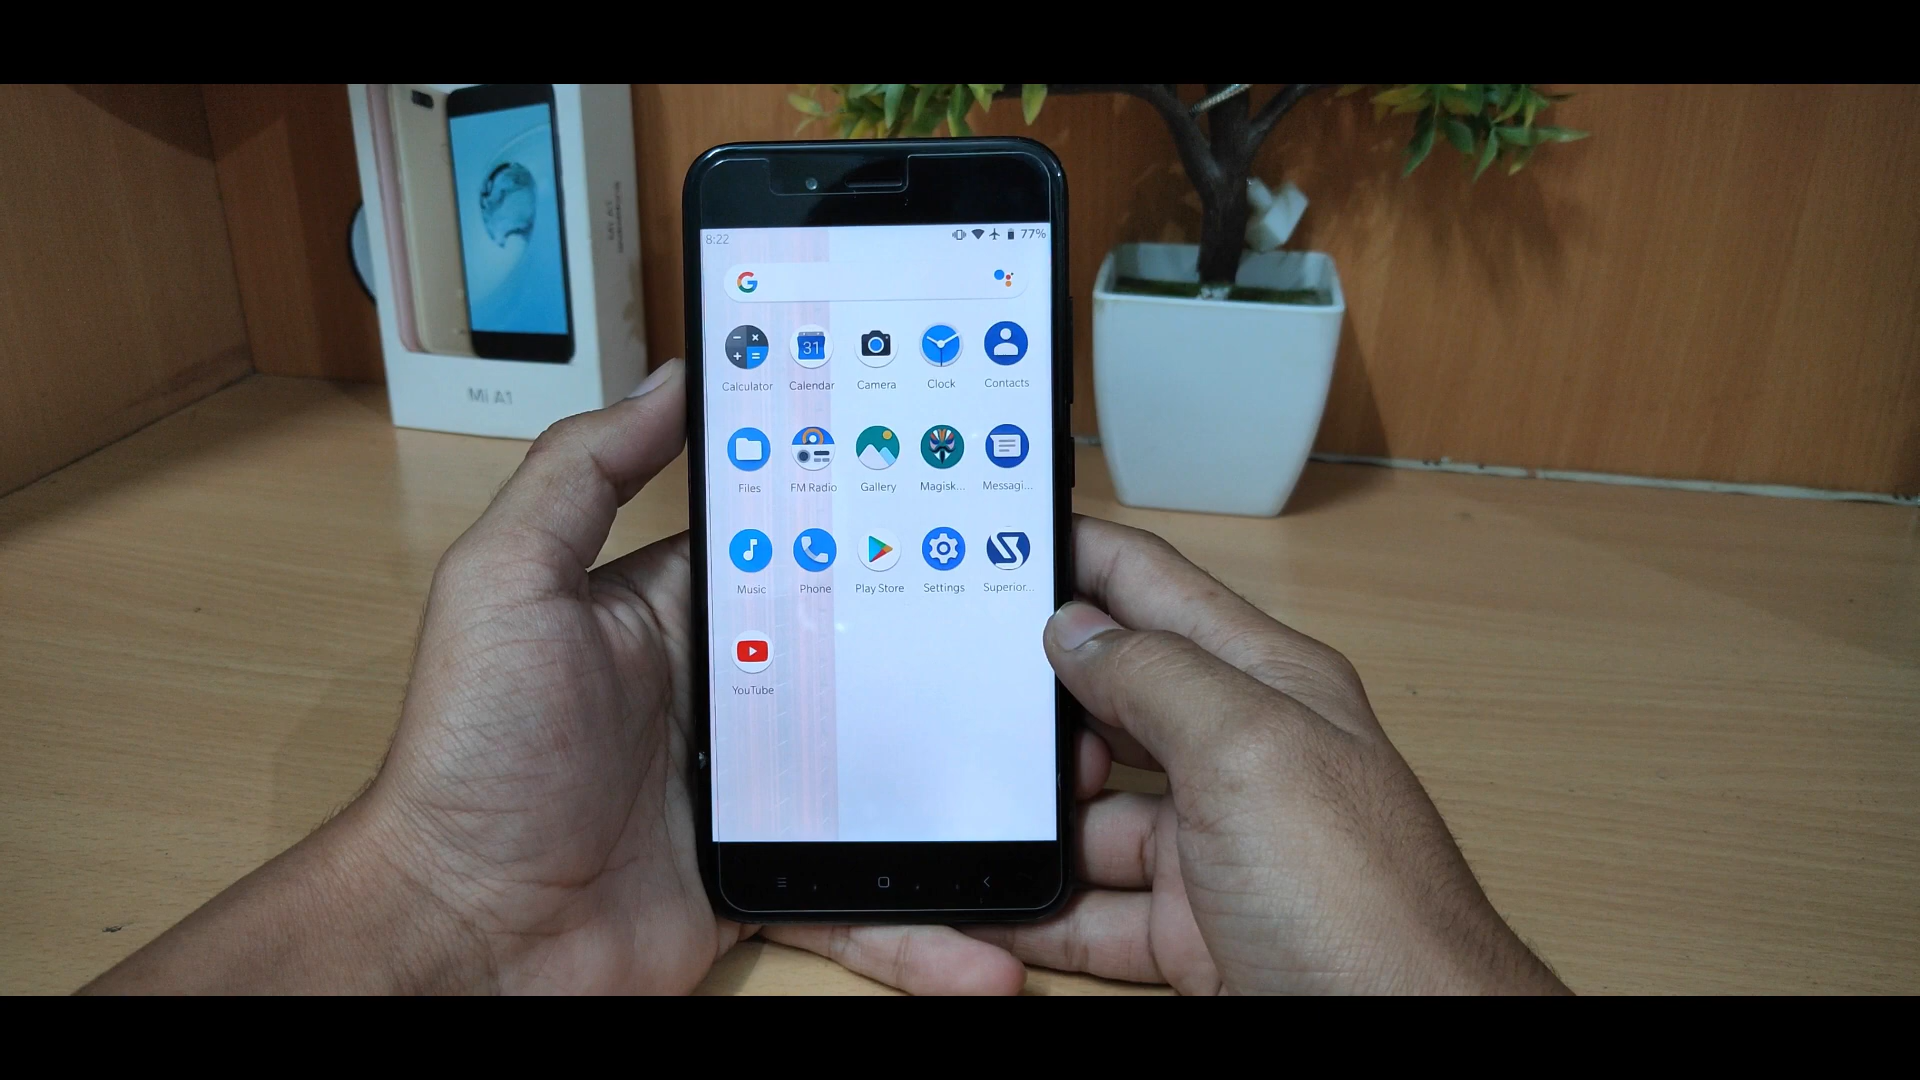 8:22 77%
G
Calculator Calendar Camera Clock Contacts
31
Files FM Radio Gallery Magisk... Messagi...
Music Phone Play Store Settings Superior...
YouTube
Mi A1